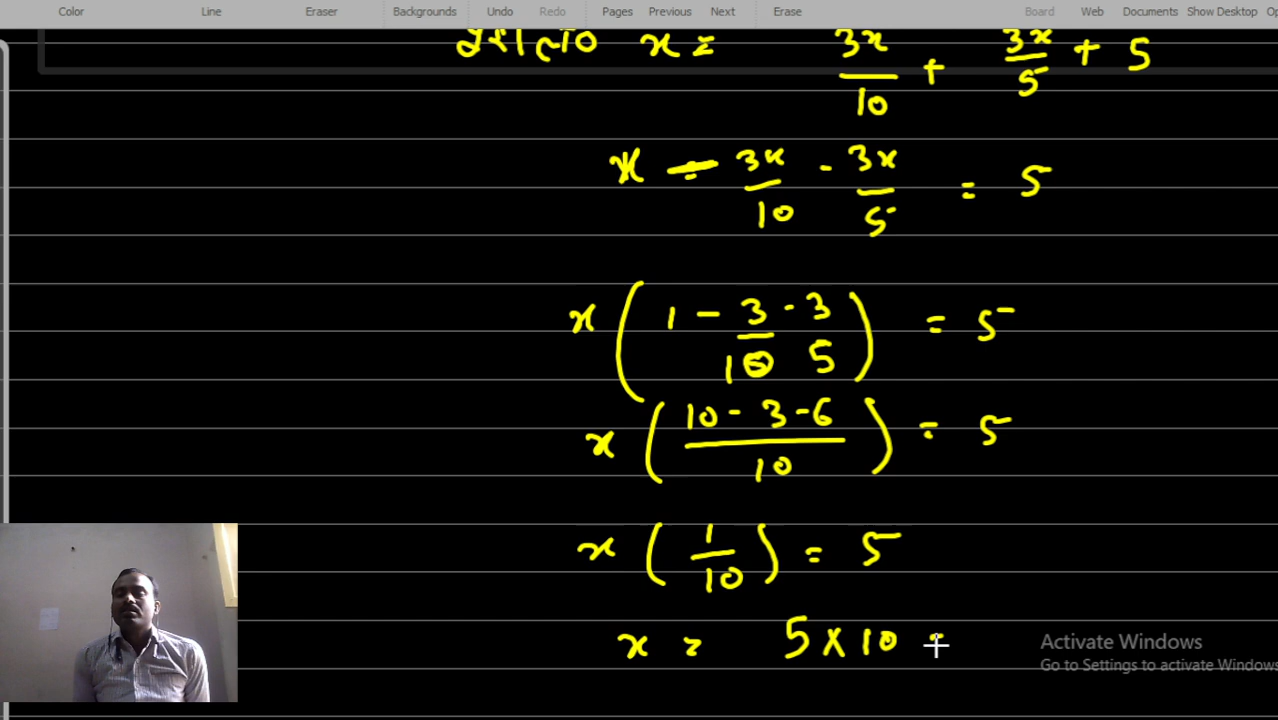 Color Line Eraser Backgrounds Undo Redo Pages Previous Next Erase Board Web Documents Show Desktop
x = 3x/10 + 3x/5 + 5
x - 3x/10 - 3x/5 = 5
x ( 1 - 3/10 - 3/5 ) = 5
x ( 10 - 3 - 6 / 10 ) = 5
x ( 1/10 ) = 5
x = 5 × 10 =
Activate Windows
Go to Settings to activate Windows